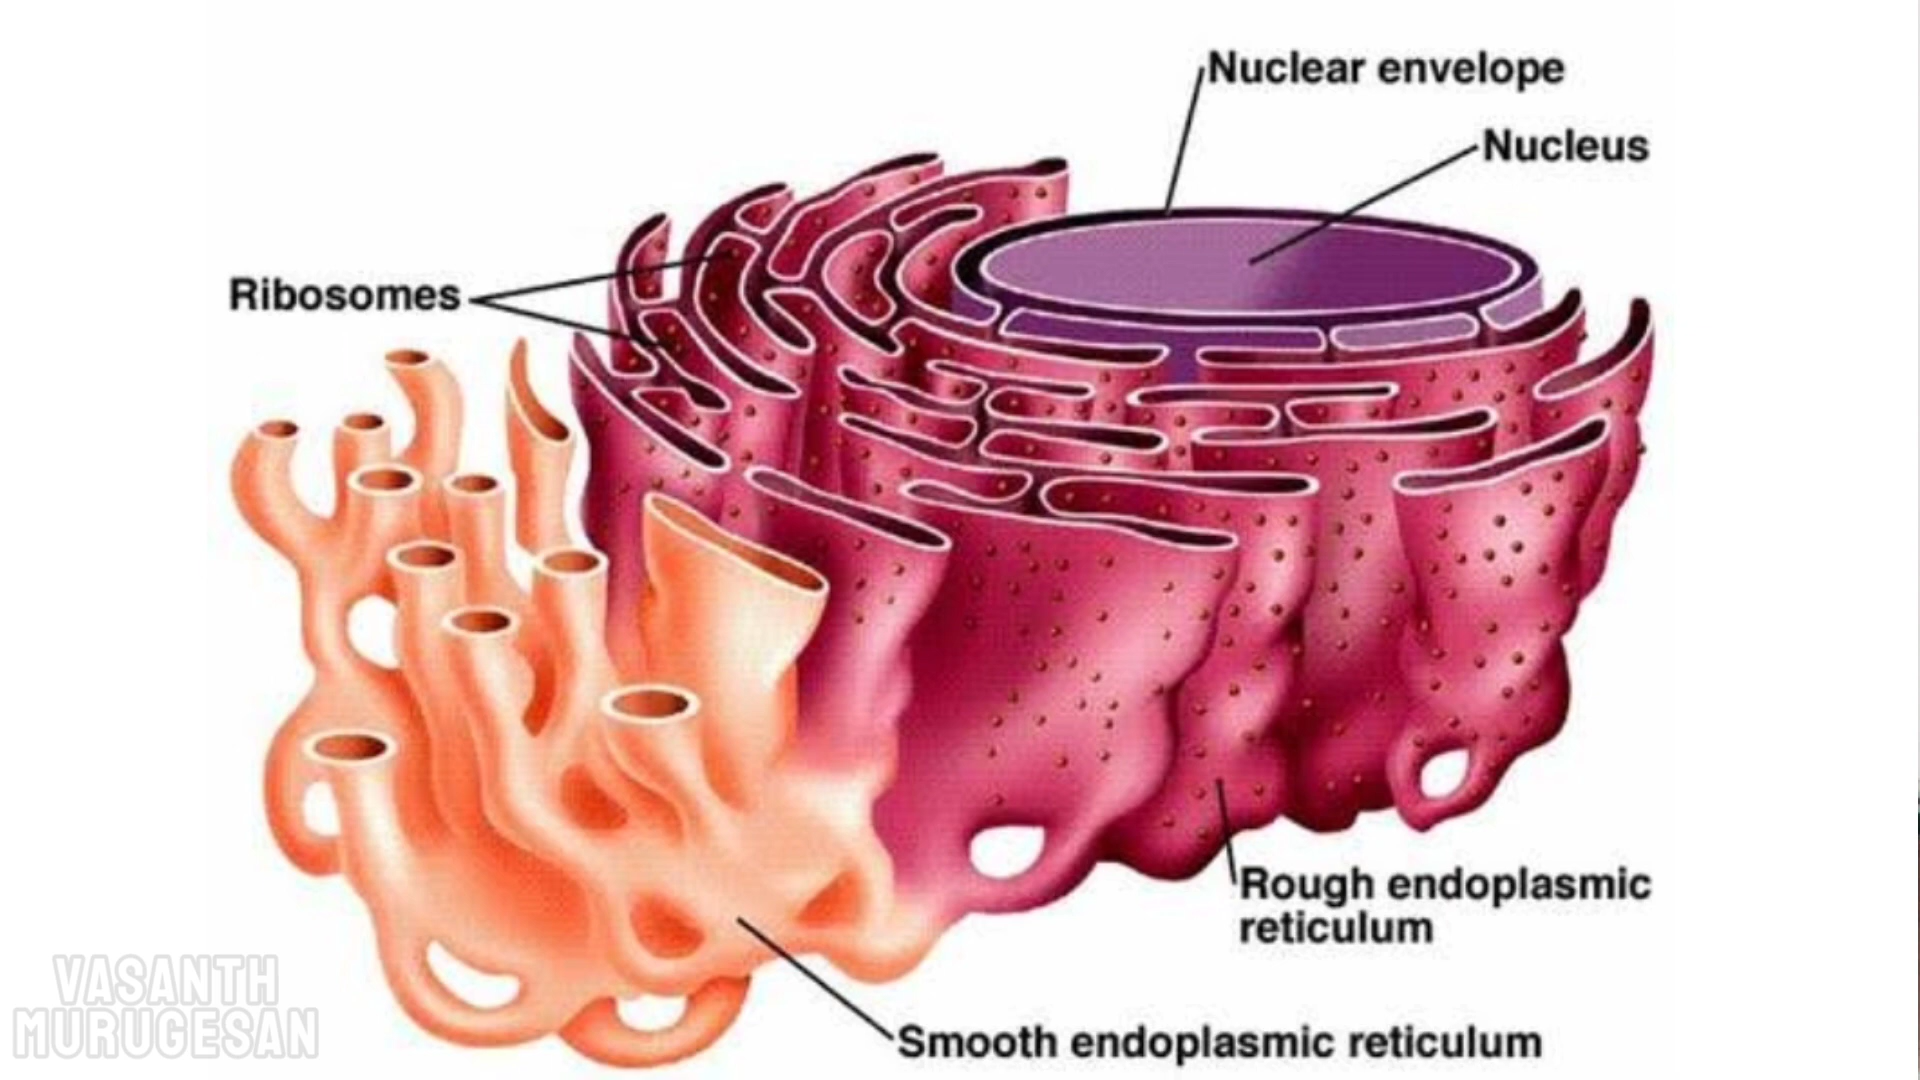 Nuclear envelope
Nucleus
Ribosomes
Rough endoplasmic
reticulum
VASANTH
MURUGESAN
Smooth endoplasmic reticulum